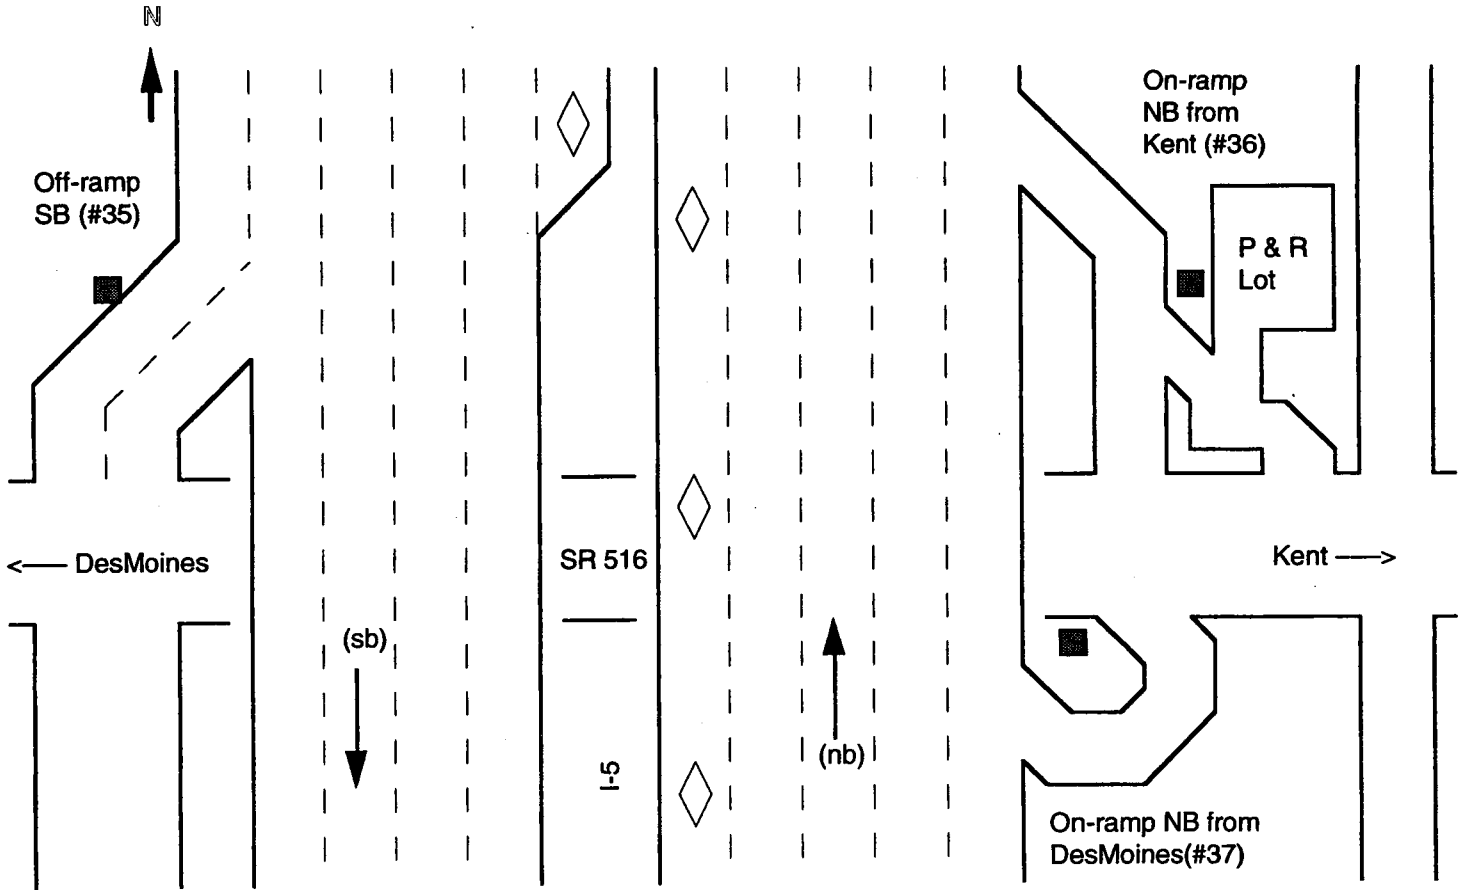 N
On-ramp
NB from
Kent (#36)
Off-ramp
SB (#35)
P & R
Lot
<— DesMoines
SR 516
Kent —>
(sb)
(nb)
I-5
On-ramp NB from
DesMoines(#37)